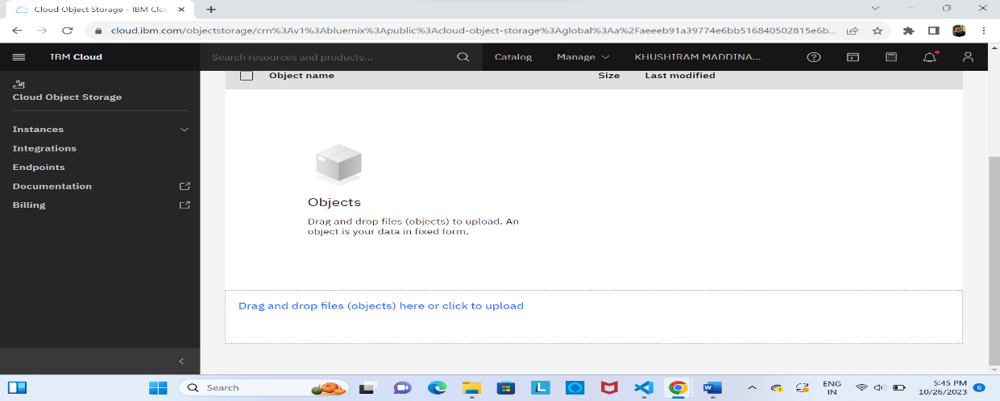 Cloud Object Storage - IBM Clo
cloud.ibm.com/objectstorage/crn%3Av1%3Abluemix%3Apublic%3Acloud-object-storage%3Aglobal%3Aa%2Faeeeb91a39774e6bb516840502815e6b...
IBM Cloud
Search resources and products...
Catalog
Manage
KHUSHIRAM MADDINA...
Cloud Object Storage
Instances
Integrations
Endpoints
Documentation
Billing
Object name
Size
Last modified
Objects
Drag and drop files (objects) to upload. An
object is your data in fixed form.
Drag and drop files (objects) here or click to upload
Search
L
W
ENG
IN
5:45 PM
10/26/2023
6